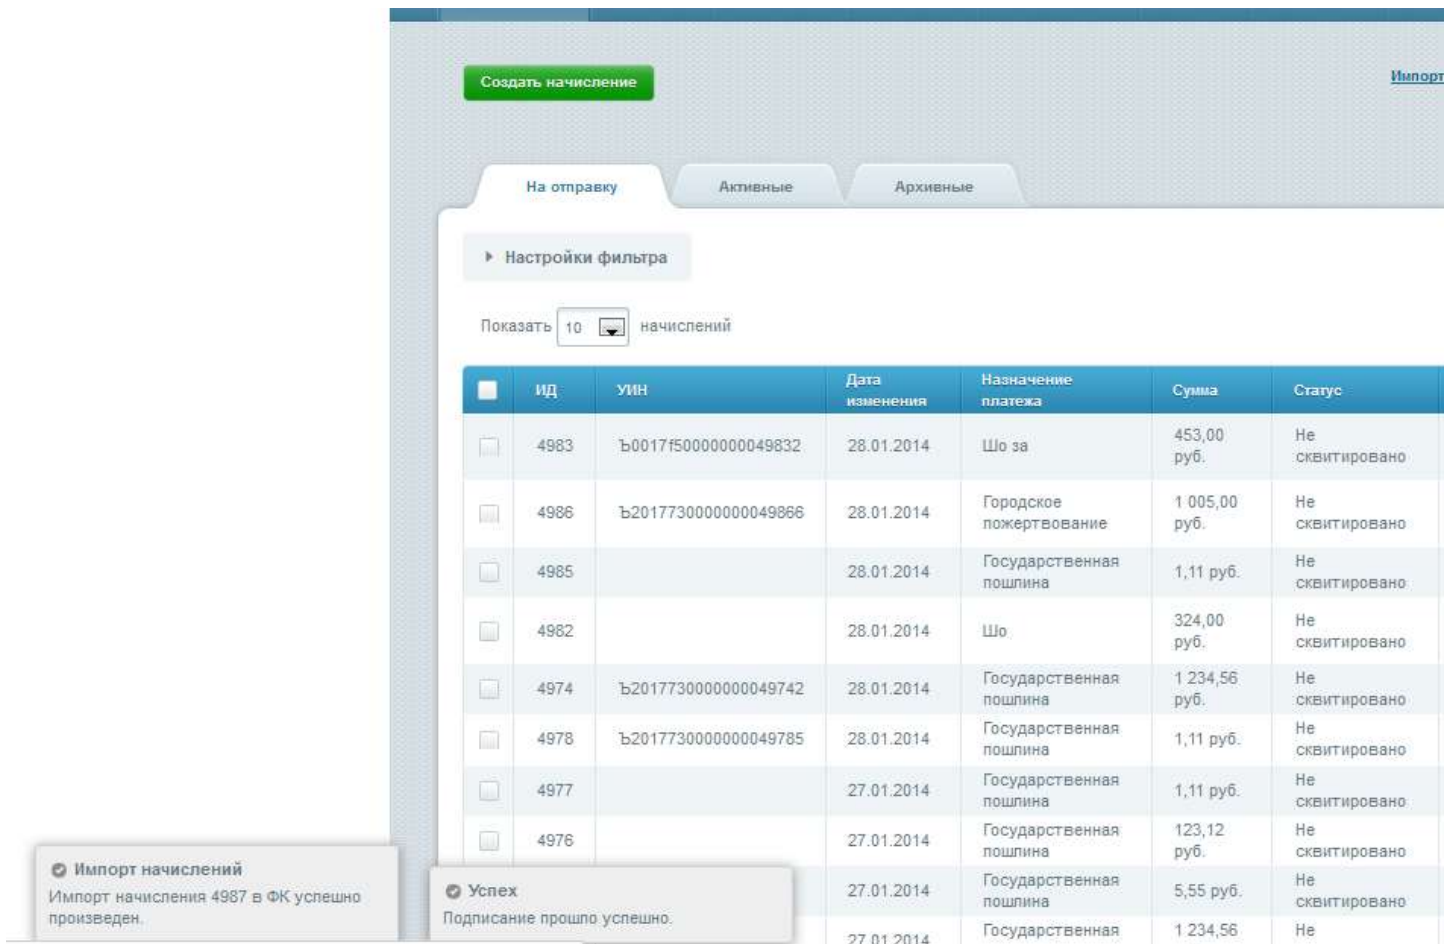 Создать начисление
Импорт
На отправку Активные Архивные
Настройки фильтра
Показать 10 начислений
ИД УИН Дата изменения Назначение платежа Сумма Статус
4983 Ъ0017f50000000049832 28.01.2014 Шо за 453,00 руб. Не сквитировано
4986 Ъ2017730000000049866 28.01.2014 Городское пожертвование 1 005,00 руб. Не сквитировано
4985 28.01.2014 Государственная пошлина 1,11 руб. Не сквитировано
4982 28.01.2014 Шо 324,00 руб. Не сквитировано
4974 Ъ2017730000000049742 28.01.2014 Государственная пошлина 1 234,56 руб. Не сквитировано
4978 Ъ2017730000000049785 28.01.2014 Государственная пошлина 1,11 руб. Не сквитировано
4977 27.01.2014 Государственная пошлина 1,11 руб. Не сквитировано
4976 27.01.2014 Государственная пошлина 123,12 руб. Не сквитировано
27.01.2014 Государственная пошлина 5,55 руб. Не сквитировано
27.01.2014 Государственная 1 234,56 Не
Импорт начислений
Импорт начисления 4987 в ФК успешно
произведен.
Успех
Подписание прошло успешно.